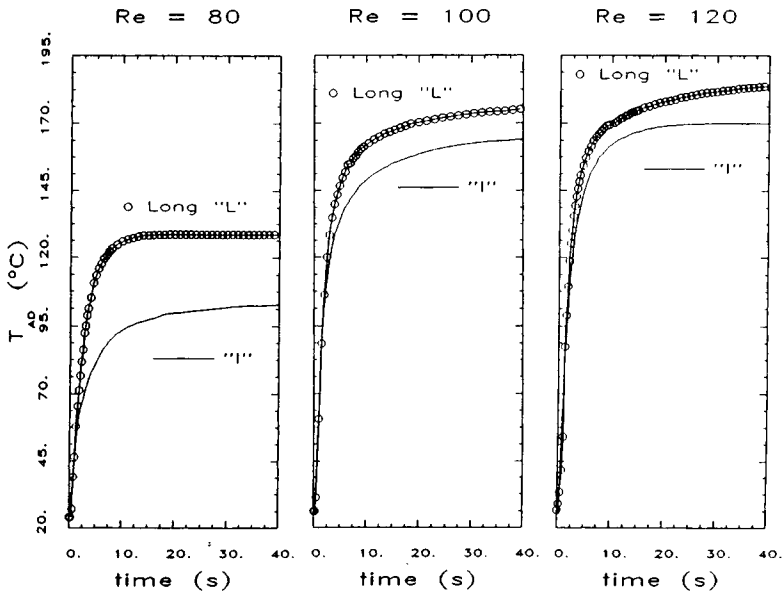 Re = 80
Re = 100
Re = 120
195.
170.
145.
120.
95.
70.
45.
20.
T AD (°C)
Long "L"
"I"
Long "L"
"I"
Long "L"
"I"
0. 10. 20. 30. 40.
0. 10. 20. 30. 40.
0. 10. 20. 30. 40.
time (s)
time (s)
time (s)